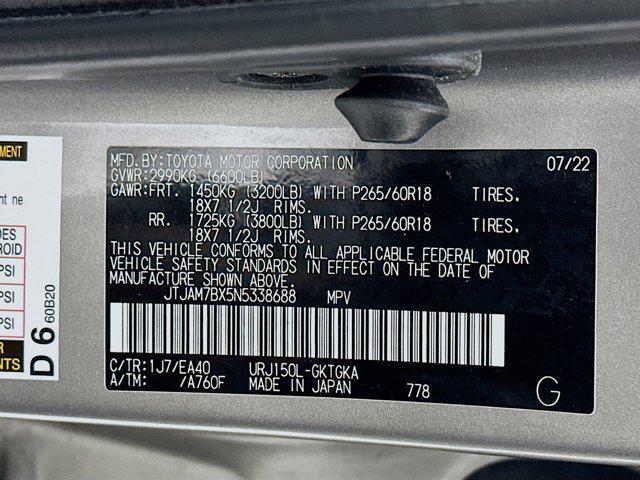 MFD.BY:TOYOTA MOTOR CORPORATION 07/22
GVWR:2990KG (6600LB)
GAWR:FRT. 1450KG (3200LB) WITH P265/60R18 TIRES.
18X7 1/2J RIMS.
RR. 1725KG (3800LB) WITH P265/60R18 TIRES.
18X7 1/2J RIMS.
THIS VEHICLE CONFORMS TO ALL APPLICABLE FEDERAL MOTOR
VEHICLE SAFETY STANDARDS IN EFFECT ON THE DATE OF
MANUFACTURE SHOWN ABOVE.
JTJAM7BX5N5338688 MPV
C/TR:1J7/EA40 URJ150L-GKTGKA
A/TM: /A760F MADE IN JAPAN 778
G
PSI
PSI
PSI
D6
60B20